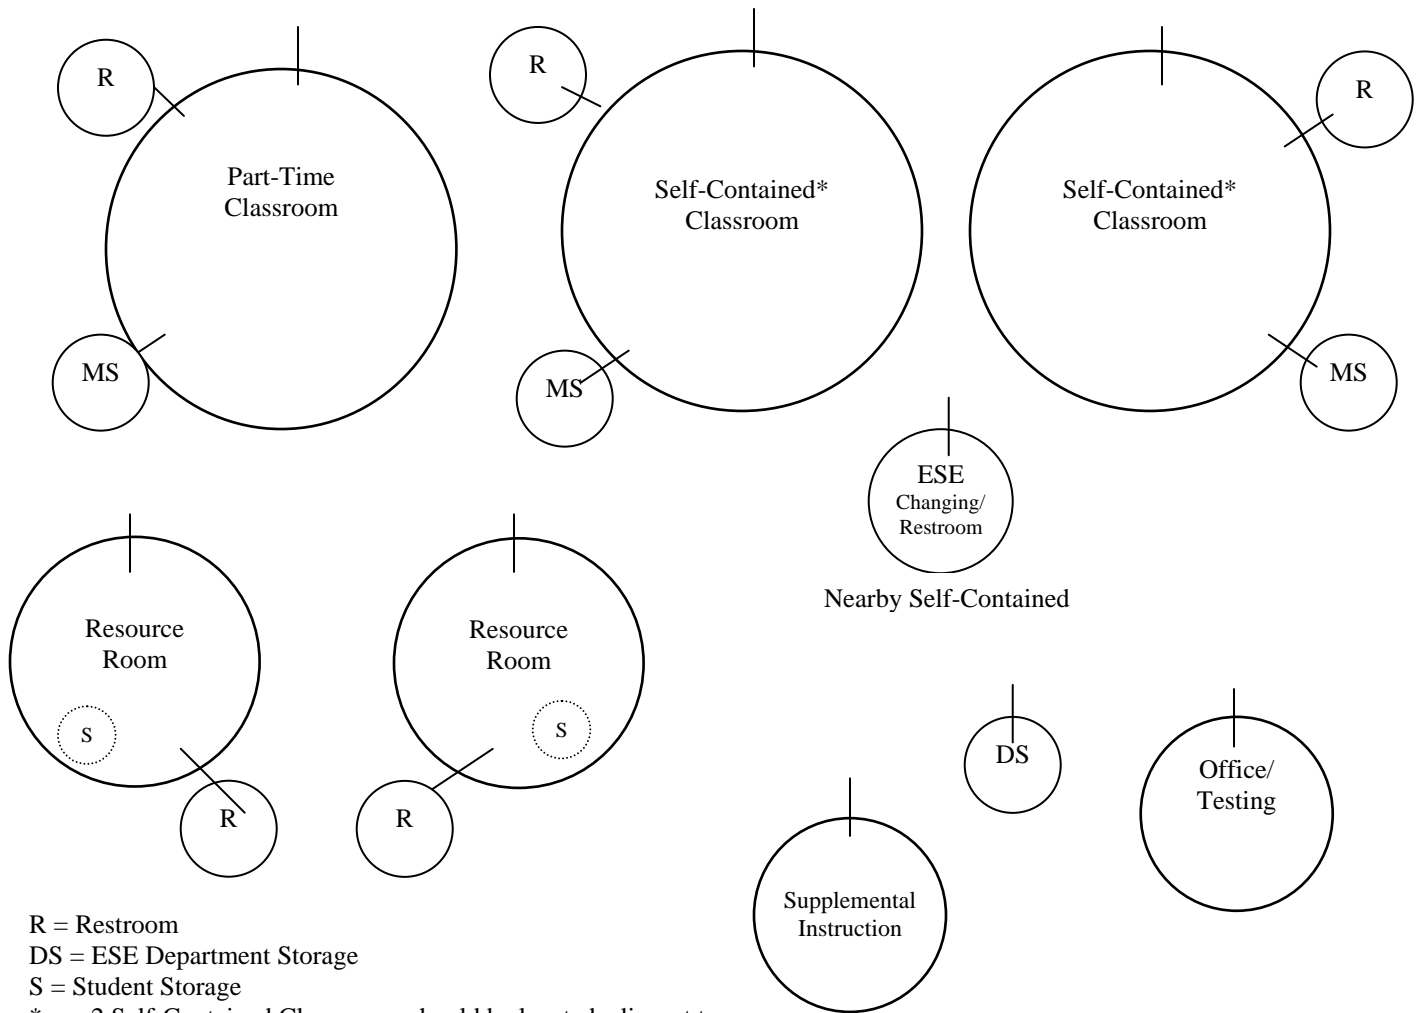 R
R
R
Part-Time
Classroom
Self-Contained*
Classroom
Self-Contained*
Classroom
MS
MS
MS
ESE
Changing/
Restroom
Nearby Self-Contained
Resource
Room
Resource
Room
S
S
R
R
DS
Office/
Testing
Supplemental
Instruction
R = Restroom
DS = ESE Department Storage
S = Student Storage